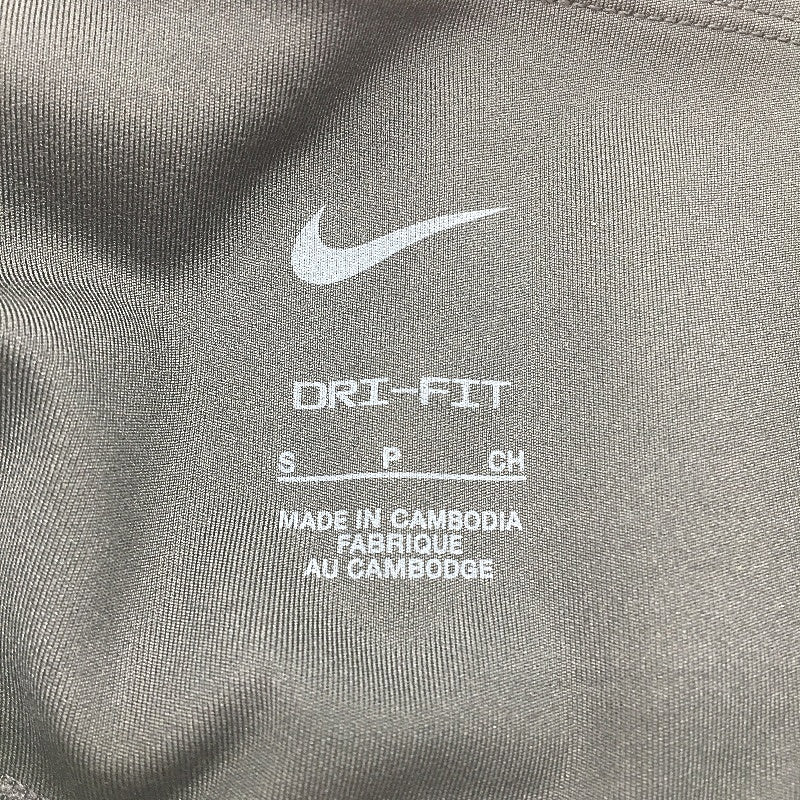 DRI-FIT
S P CH
MADE IN CAMBODIA
FABRIQUE
AU CAMBODGE